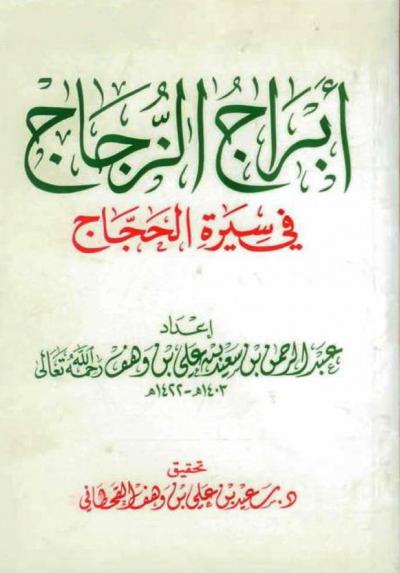 أبراج الزجاج
في سيرة الحجاج
إعداد
عبد الرحمن بن سعيد بن علي بن وهف رحمه الله تعالى
١٤٠٣هـ - ١٤٢٢هـ
تحقيق
د. سعيد بن علي بن وهف القحطاني